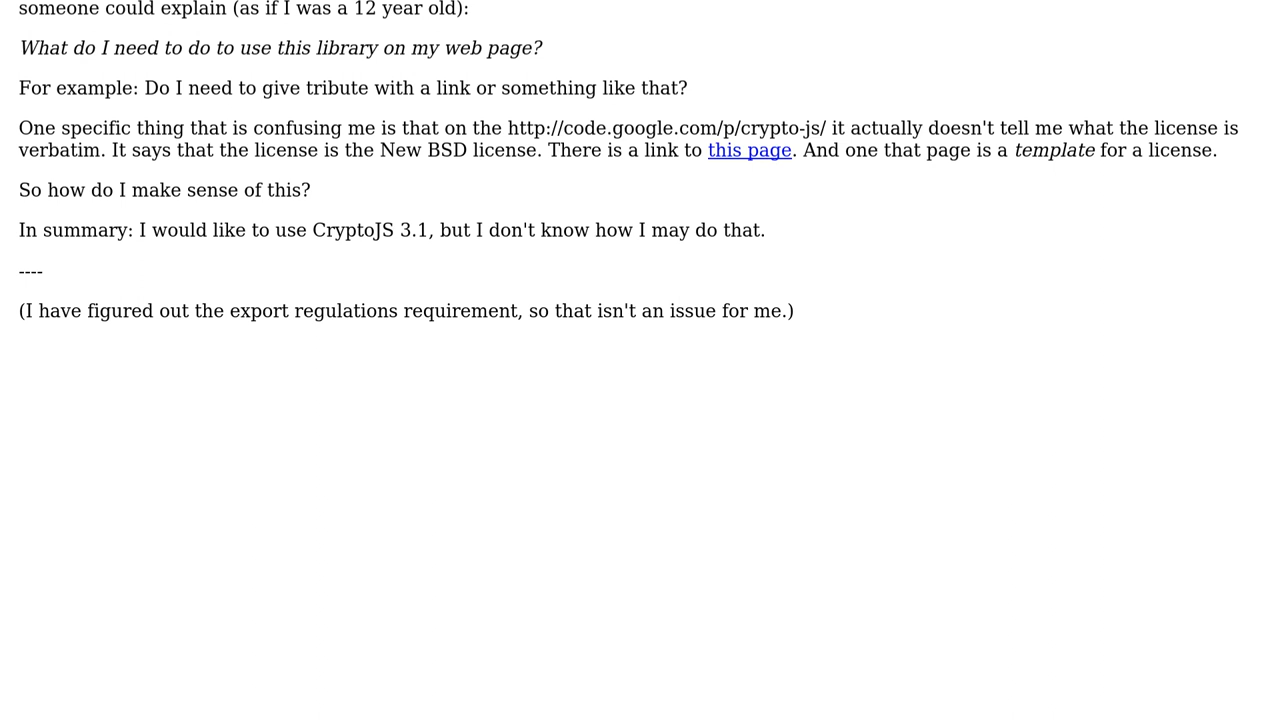 someone could explain (as if I was a 12 year old):
What do I need to do to use this library on my web page?
For example: Do I need to give tribute with a link or something like that?
One specific thing that is confusing me is that on the http://code.google.com/p/crypto-js/ it actually doesn't tell me what the license is
verbatim. It says that the license is the New BSD license. There is a link to this page. And one that page is a template for a license.
So how do I make sense of this?
In summary: I would like to use CryptoJS 3.1, but I don't know how I may do that.
----
(I have figured out the export regulations requirement, so that isn't an issue for me.)